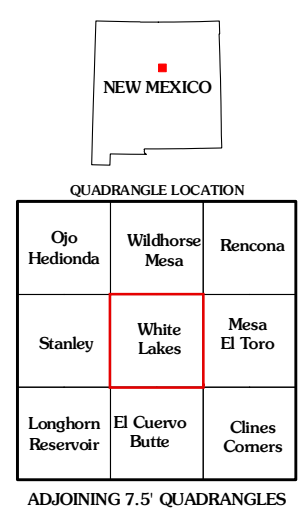 NEW MEXICO
QUADRANGLE LOCATION
Ojo
Hedionda
Wildhorse
Mesa
Rencona
Stanley
White
Lakes
Mesa
El Toro
Longhorn
Reservoir
El Cuervo
Butte
Clines
Corners
ADJOINING 7.5' QUADRANGLES